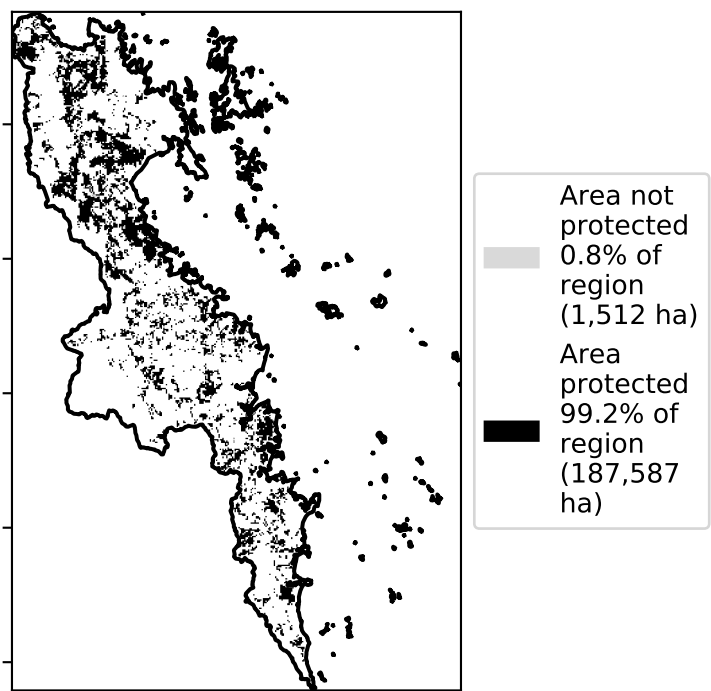 Area not
protected
0.8% of
region
(1,512 ha)
Area
protected
99.2% of
region
(187,587
ha)